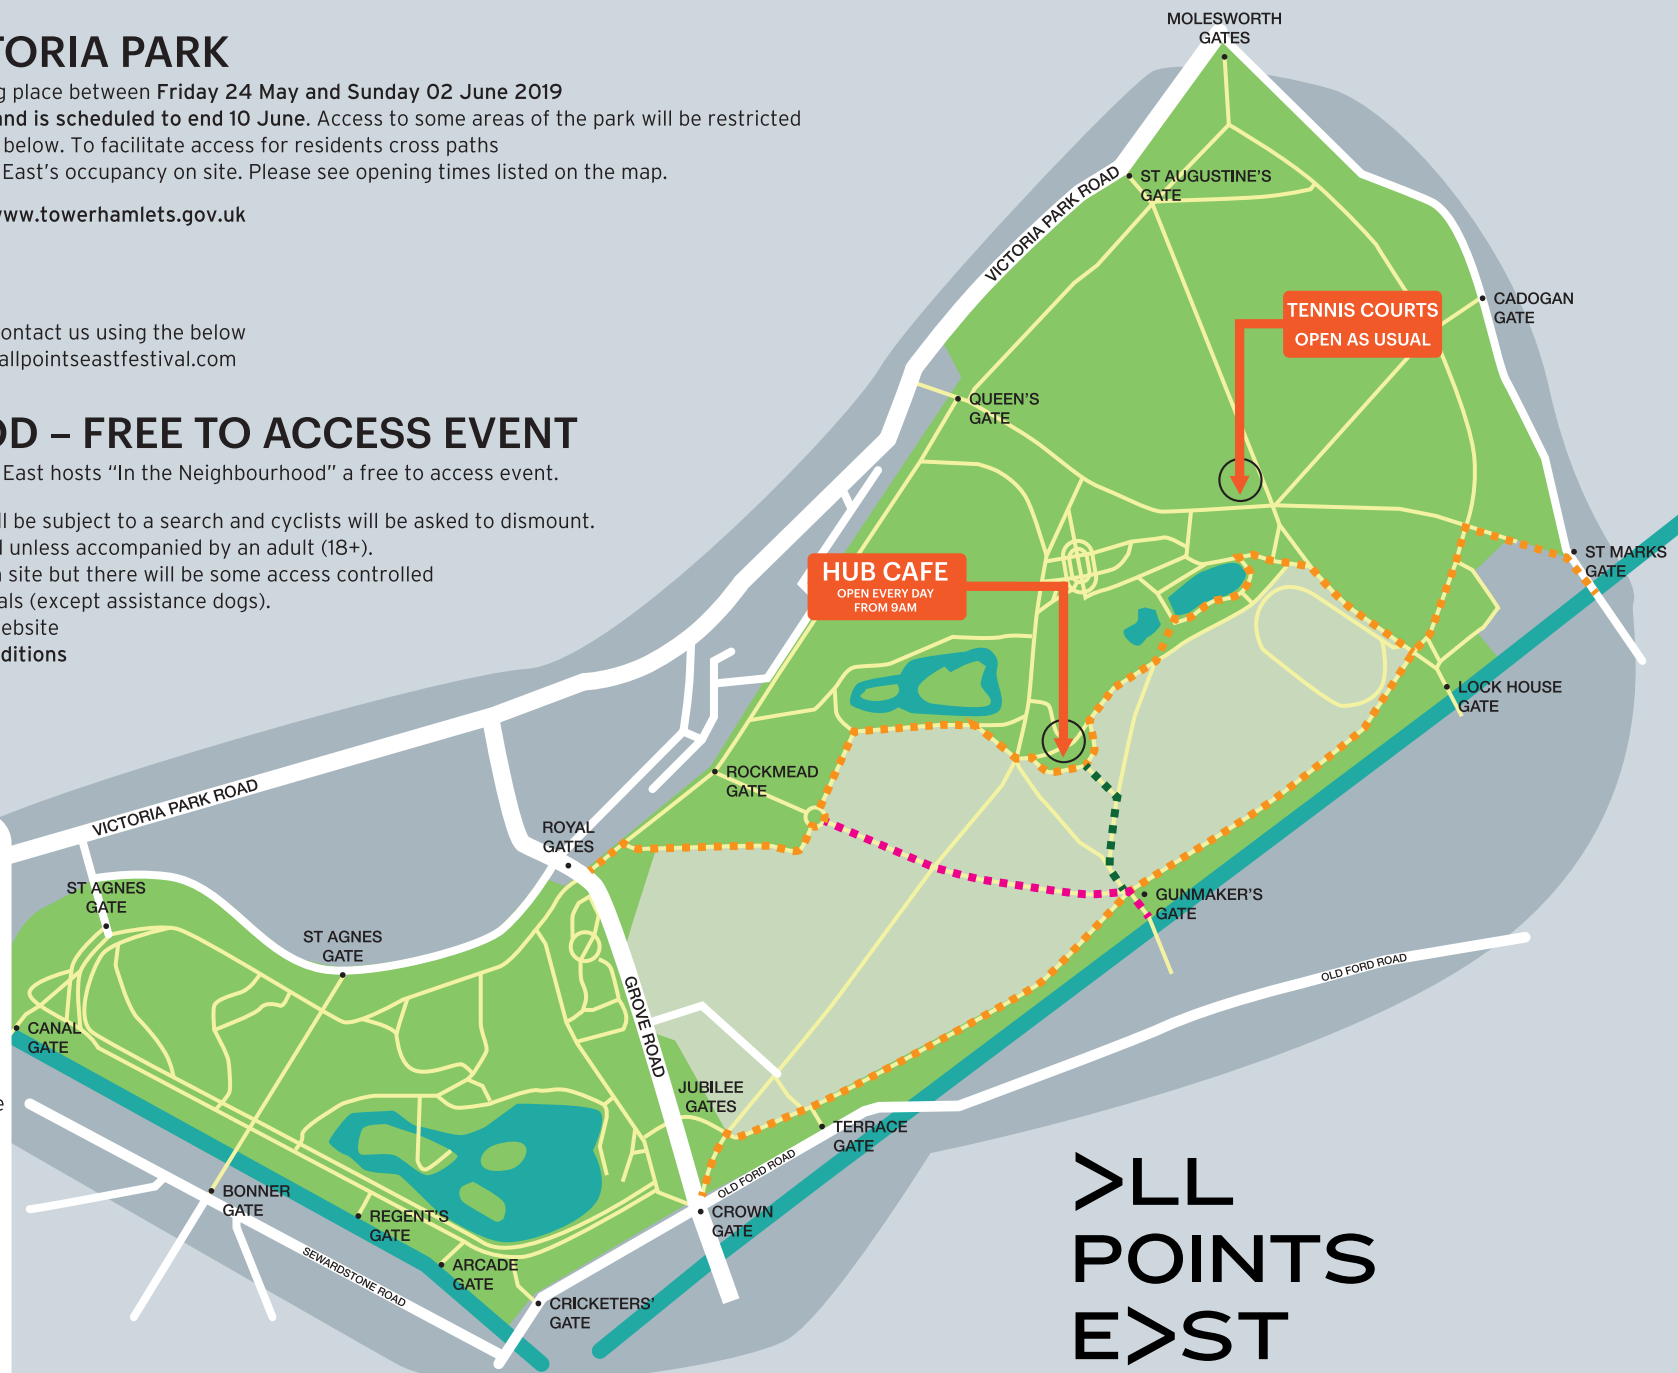 TORIA PARK
g place between Friday 24 May and Sunday 02 June 2019
and is scheduled to end 10 June. Access to some areas of the park will be restricted
below. To facilitate access for residents cross paths
East’s occupancy on site. Please see opening times listed on the map.
www.towerhamlets.gov.uk
ontact us using the below
allpointseastfestival.com
OD – FREE TO ACCESS EVENT
East hosts “In the Neighbourhood” a free to access event.
ll be subject to a search and cyclists will be asked to dismount.
d unless accompanied by an adult (18+).
n site but there will be some access controlled
als (except assistance dogs).
ebsite
ditions
e
MOLESWORTH
GATES
ST AUGUSTINE’S
GATE
VICTORIA PARK ROAD
CADOGAN
GATE
TENNIS COURTS
OPEN AS USUAL
QUEEN’S
GATE
HUB CAFE
OPEN EVERY DAY
FROM 9AM
ST MARKS
GATE
LOCK HOUSE
GATE
ROCKMEAD
GATE
VICTORIA PARK ROAD
ROYAL
GATES
ST AGNES
GATE
GUNMAKER’S
GATE
ST AGNES
GATE
OLD FORD ROAD
GROVE ROAD
CANAL
GATE
JUBILEE
GATES
TERRACE
GATE
OLD FORD ROAD
BONNER
GATE
REGENT’S
GATE
CROWN
GATE
SEWARDSTONE ROAD
ARCADE
GATE
CRICKETERS’
GATE
>LL
POINTS
E>ST